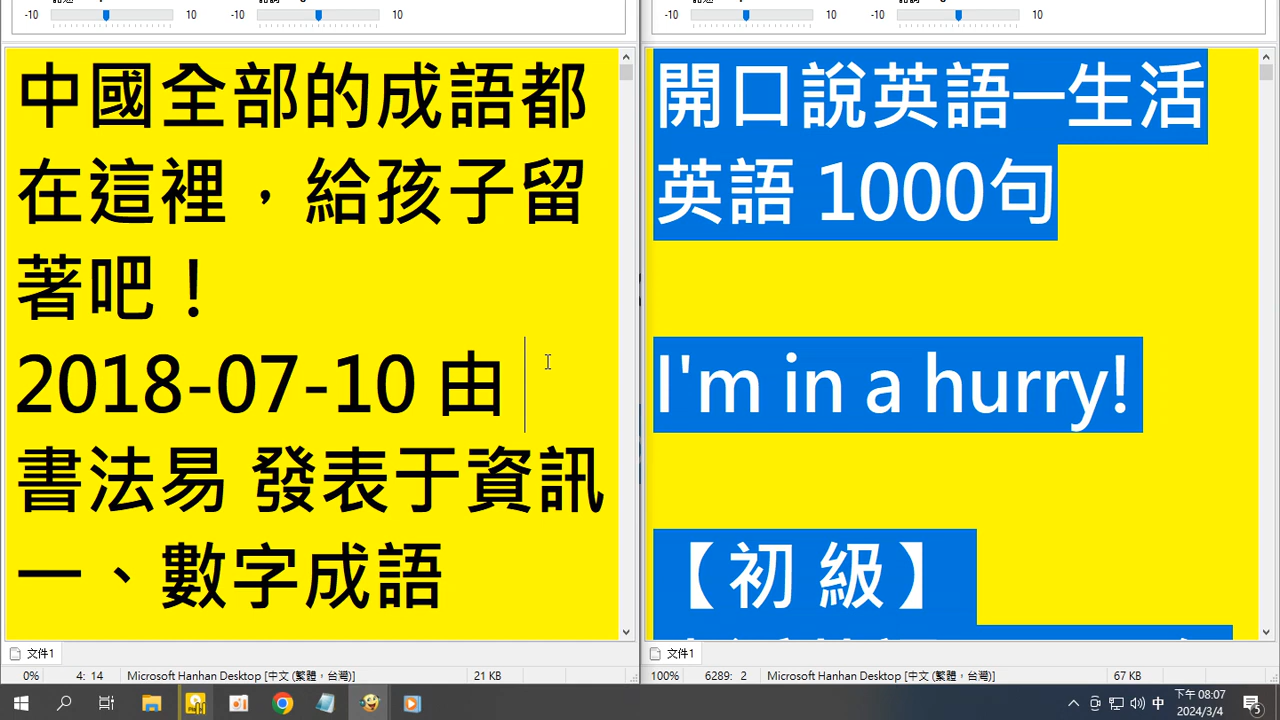 -10 10 -10 10
-10 10 -10 10
中國全部的成語都
在這裡，給孩子留
著吧！
2018-07-10 由
書法易 發表于資訊
一、數字成語
開口說英語─生活
英語 1000句
I'm in a hurry!
【初 級】
文件1
文件1
0% 4: 14 Microsoft Hanhan Desktop [中文 (繁體，台灣)] 21 KB
100% 6289: 2 Microsoft Hanhan Desktop [中文 (繁體，台灣)] 67 KB
中
下午 08:07
2024/3/4
5